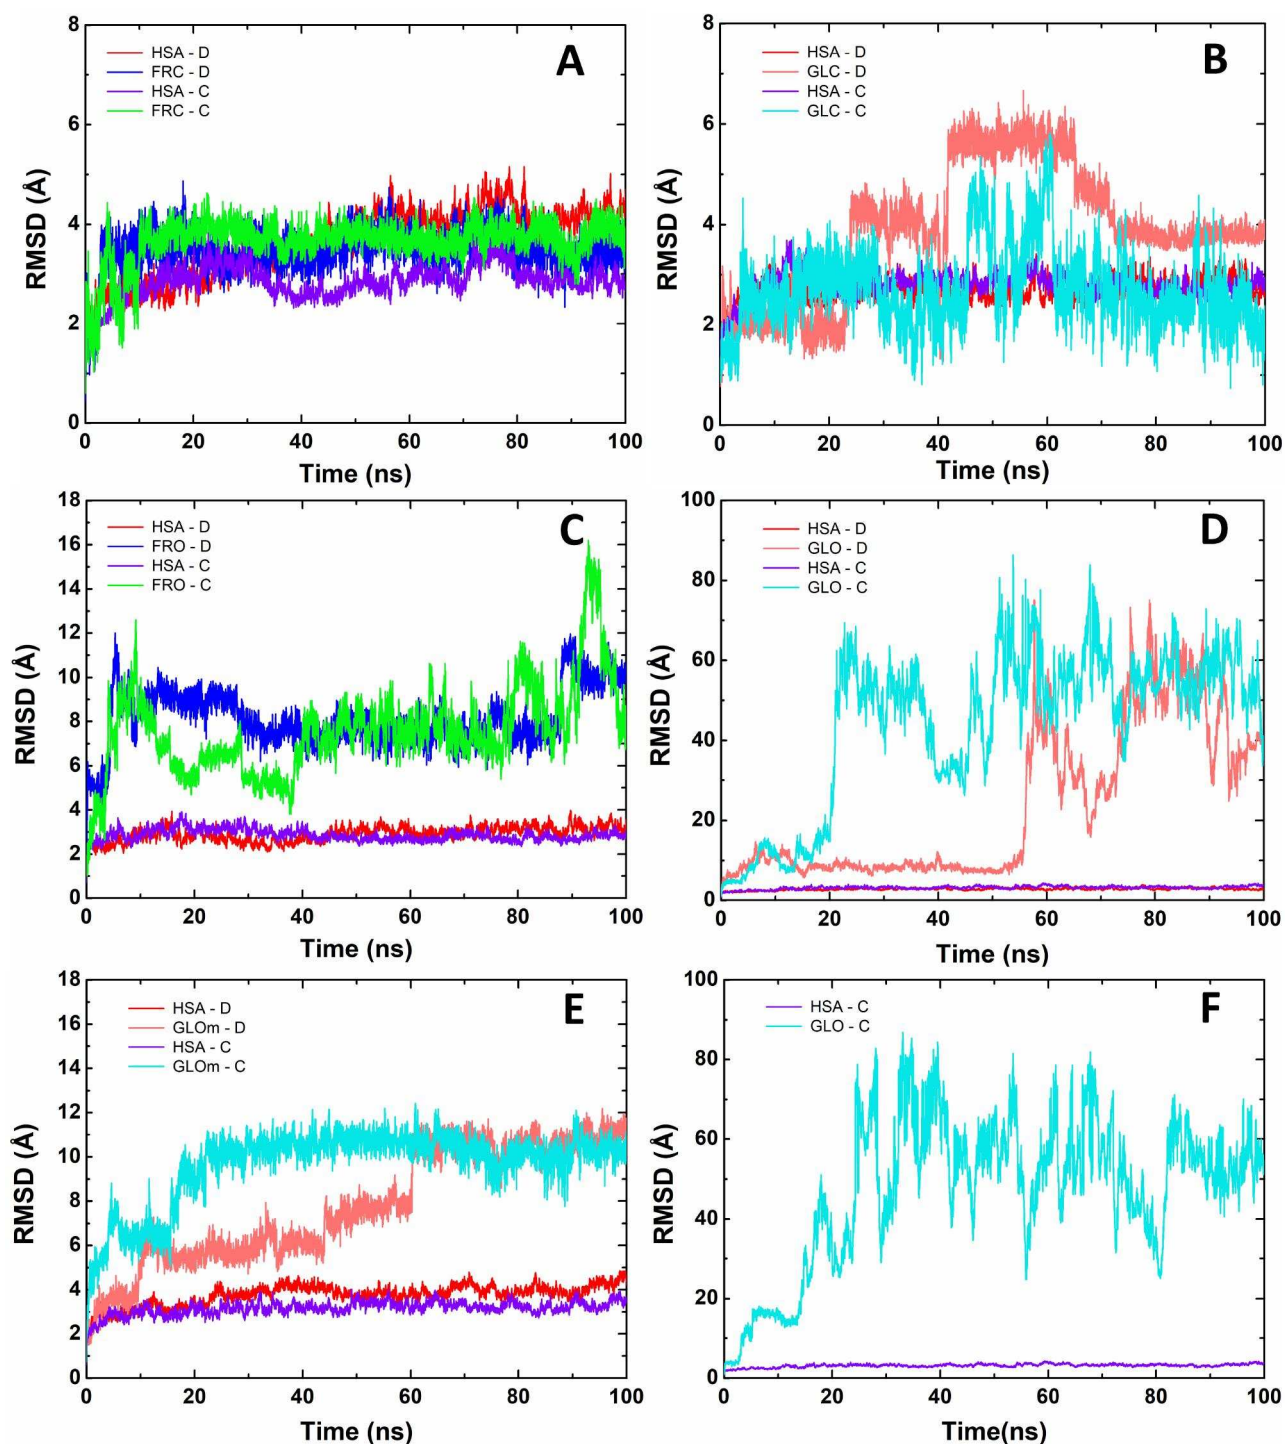 A
HSA - D
FRC - D
HSA - C
FRC - C
RMSD (Å)
8
6
4
2
0
0 20 40 60 80 100
Time (ns)
B
HSA - D
GLC - D
HSA - C
GLC - C
RMSD (Å)
8
6
4
2
0
0 20 40 60 80 100
Time (ns)
C
HSA - D
FRO - D
HSA - C
FRO - C
RMSD (Å)
18
16
14
12
10
8
6
4
2
0
0 20 40 60 80 100
Time (ns)
D
HSA - D
GLO - D
HSA - C
GLO - C
RMSD (Å)
100
80
60
40
20
0
0 20 40 60 80 100
Time (ns)
E
HSA - D
GLOm - D
HSA - C
GLOm - C
RMSD (Å)
18
16
14
12
10
8
6
4
2
0
0 20 40 60 80 100
Time (ns)
F
HSA - C
GLO - C
RMSD (Å)
100
80
60
40
20
0
0 20 40 60 80 100
Time(ns)